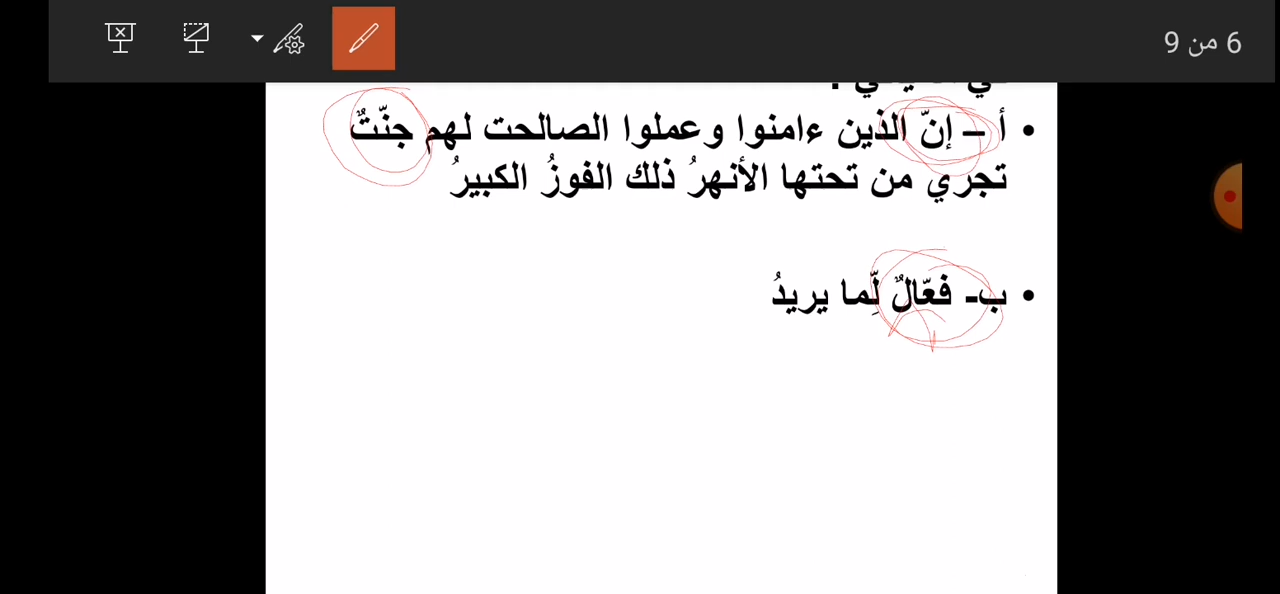 6 من 9
• أ – إنّ الذين ءامنوا وعملوا الصالحت لهم جنّتٌ
تجري من تحتها الأنهرُ ذلك الفوزُ الكبيرُ
• ب- فعّالٌ لِّما يريدُ